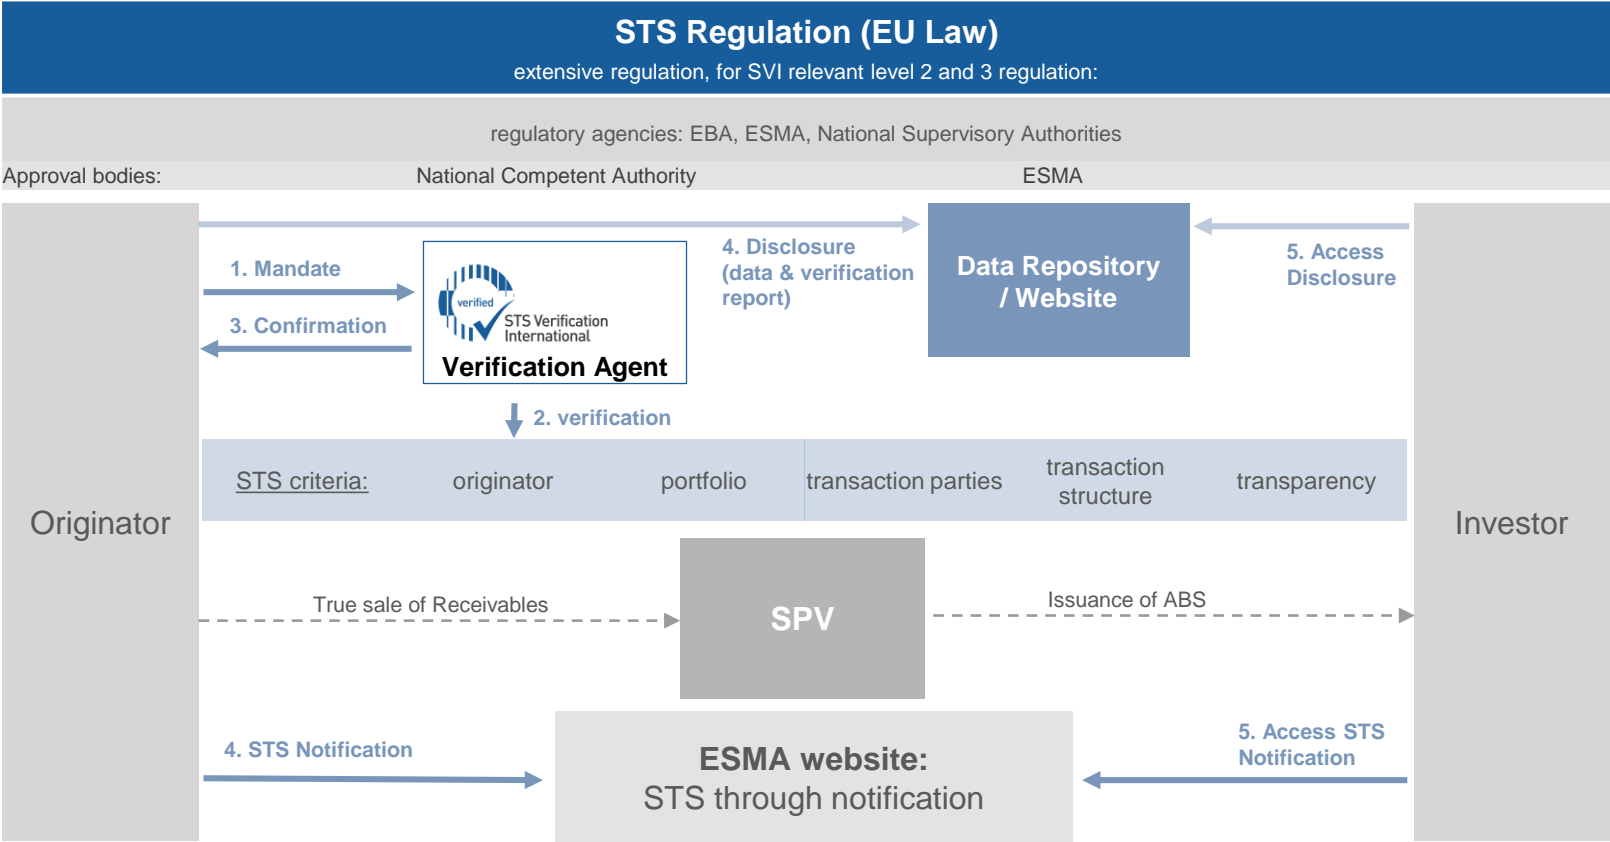 STS Regulation (EU Law)
extensive regulation, for SVI relevant level 2 and 3 regulation:
regulatory agencies: EBA, ESMA, National Supervisory Authorities
Approval bodies: National Competent Authority ESMA
1. Mandate
3. Confirmation
verified
STS Verification
International
Verification Agent
4. Disclosure
(data & verification
report)
Data Repository
/ Website
5. Access
Disclosure
2. verification
STS criteria: originator portfolio transaction parties
transaction
structure
transparency
Originator
Investor
True sale of Receivables
SPV
Issuance of ABS
4. STS Notification
ESMA website:
STS through notification
5. Access STS
Notification